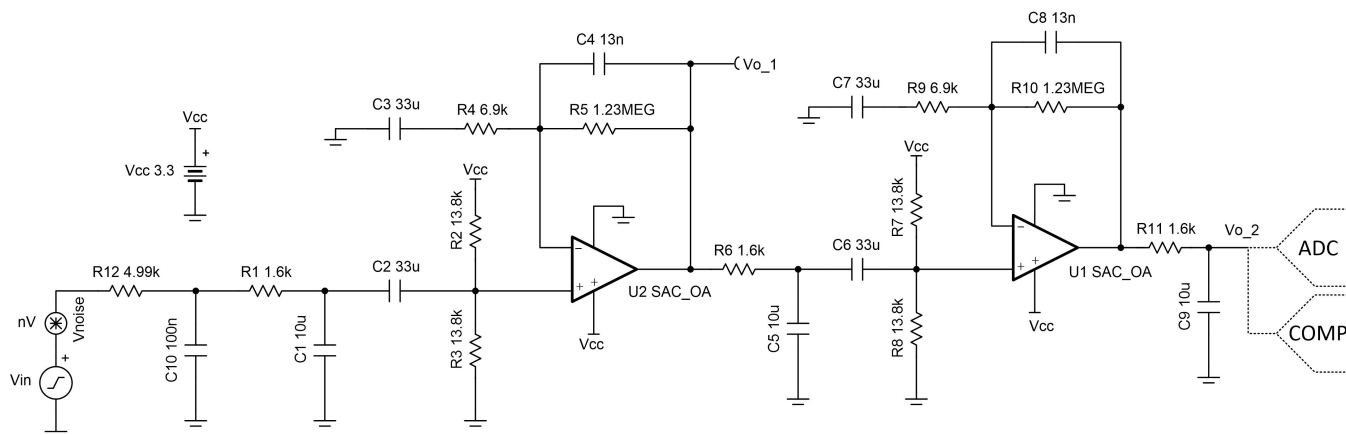 C8 13n
C4 13n
Vo_1
C7 33u
R9 6.9k
R10 1.23MEG
C3 33u
R4 6.9k
R5 1.23MEG
Vcc
+
Vcc 3.3
Vcc
R2 13.8k
Vcc
R7 13.8k
−
+ +
U2 SAC_OA
Vcc
−
+ +
U1 SAC_OA
Vcc
R11 1.6k
Vo_2
ADC
COMP
R12 4.99k
R1 1.6k
C2 33u
R6 1.6k
C6 33u
nV
Vnoise
+
Vin
C10 100n
C1 10u
R3 13.8k
C5 10u
R8 13.8k
C9 10u